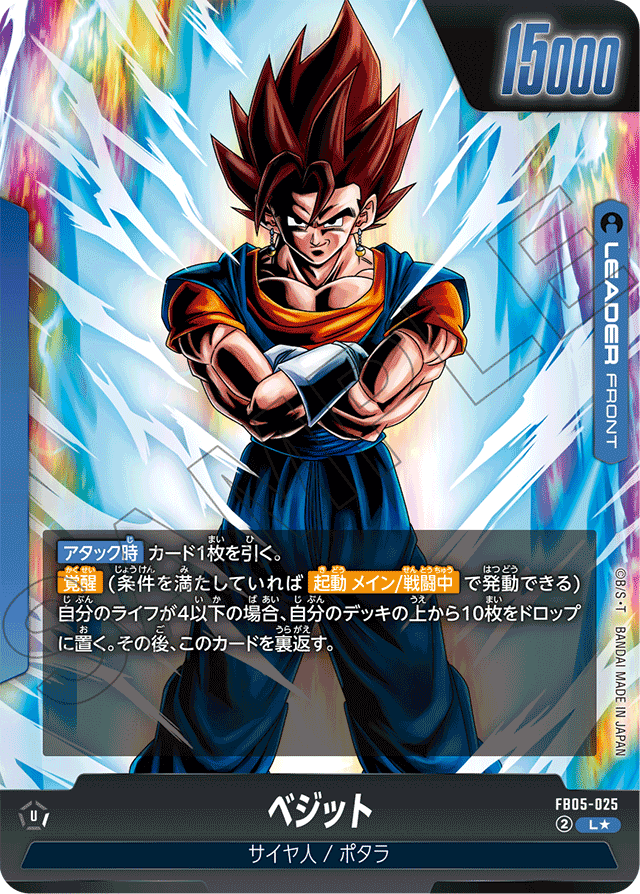 15000
LEADER FRONT
アタック時 カード1枚を引く。
覚醒 (条件を満たしていれば 起動 メイン/戦闘中 で発動できる)
自分のライフが4以下の場合、自分のデッキの上から10枚をドロップ
に置く。その後、このカードを裏返す。
SAMPLE
©B/S・T BANDAI MADE IN JAPAN
U
ベジット
FB05-025
② L★
サイヤ人 / ポタラ